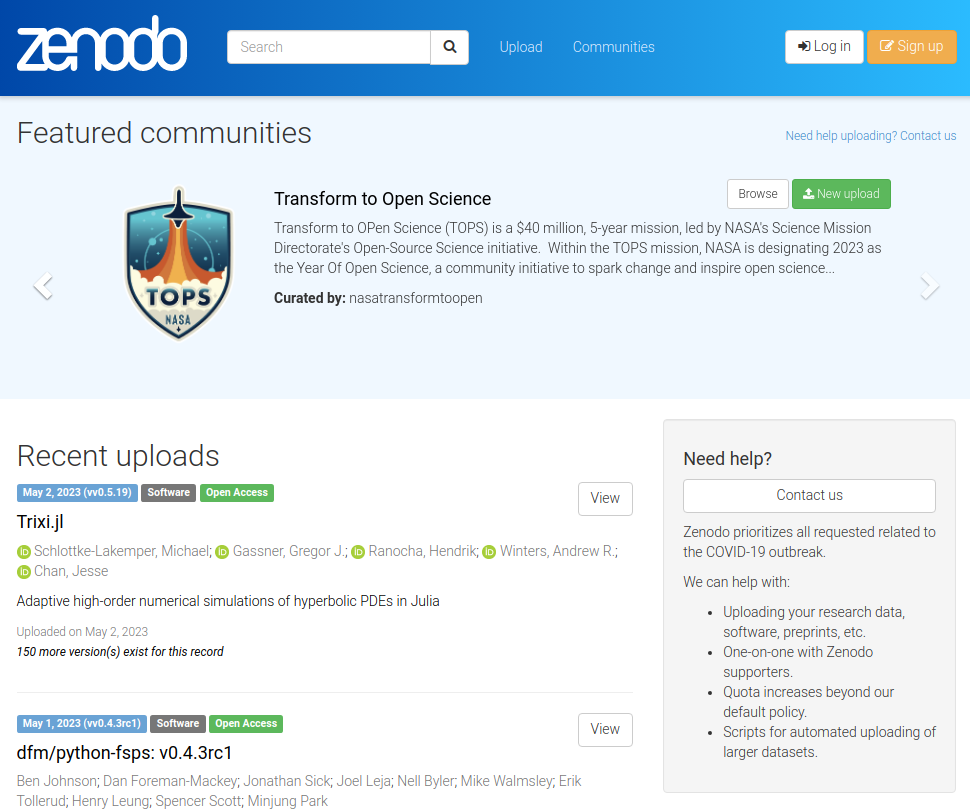 zenodo
Search
Upload
Communities
Log in
Sign up
Featured communities
Need help uploading? Contact us
TOPS
NASA
Transform to Open Science
Browse
New upload
Transform to OPen Science (TOPS) is a $40 million, 5-year mission, led by NASA's Science Mission
Directorate's Open-Source Science initiative.  Within the TOPS mission, NASA is designating 2023 as
the Year Of Open Science, a community initiative to spark change and inspire open science...
Curated by: nasatransformtoopen
Recent uploads
May 2, 2023 (vv0.5.19) Software Open Access
View
Trixi.jl
iD Schlottke-Lakemper, Michael; iD Gassner, Gregor J.; iD Ranocha, Hendrik; iD Winters, Andrew R.;
iD Chan, Jesse
Adaptive high-order numerical simulations of hyperbolic PDEs in Julia
Uploaded on May 2, 2023
150 more version(s) exist for this record
May 1, 2023 (vv0.4.3rc1) Software Open Access
View
dfm/python-fsps: v0.4.3rc1
Ben Johnson; Dan Foreman-Mackey; Jonathan Sick; Joel Leja; Nell Byler; Mike Walmsley; Erik
Tollerud; Henry Leung; Spencer Scott; Minjung Park
Need help?
Contact us
Zenodo prioritizes all requested related to
the COVID-19 outbreak.
We can help with:
• Uploading your research data,
software, preprints, etc.
• One-on-one with Zenodo
supporters.
• Quota increases beyond our
default policy.
• Scripts for automated uploading of
larger datasets.